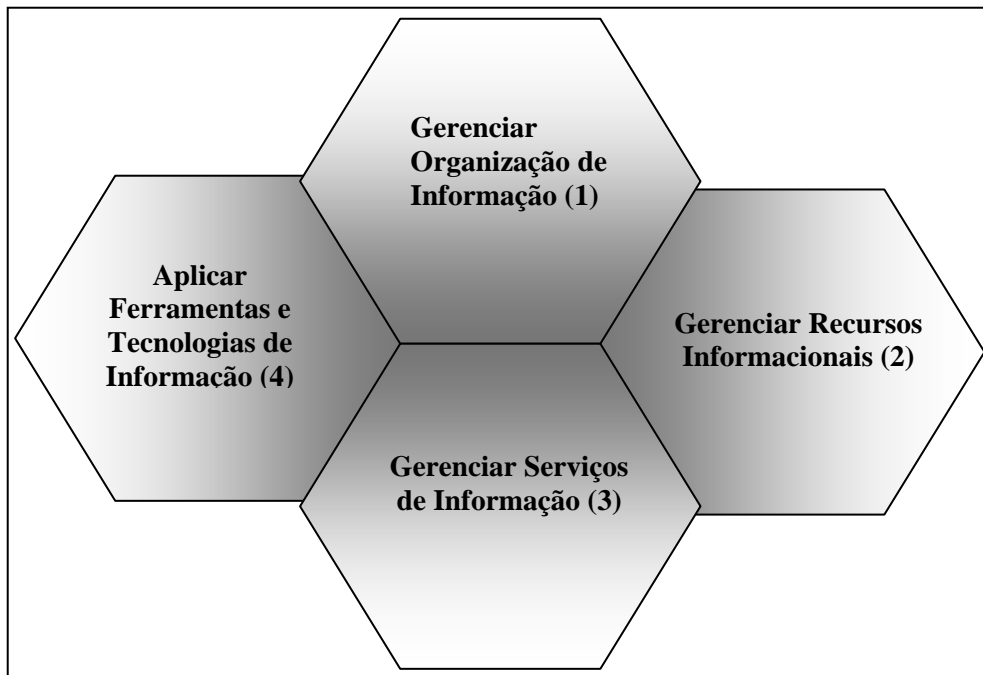 Gerenciar
Organização de
Informação (1)
Aplicar
Ferramentas e
Tecnologias de
Informação (4)
Gerenciar Recursos
Informacionais (2)
Gerenciar Serviços
de Informação (3)